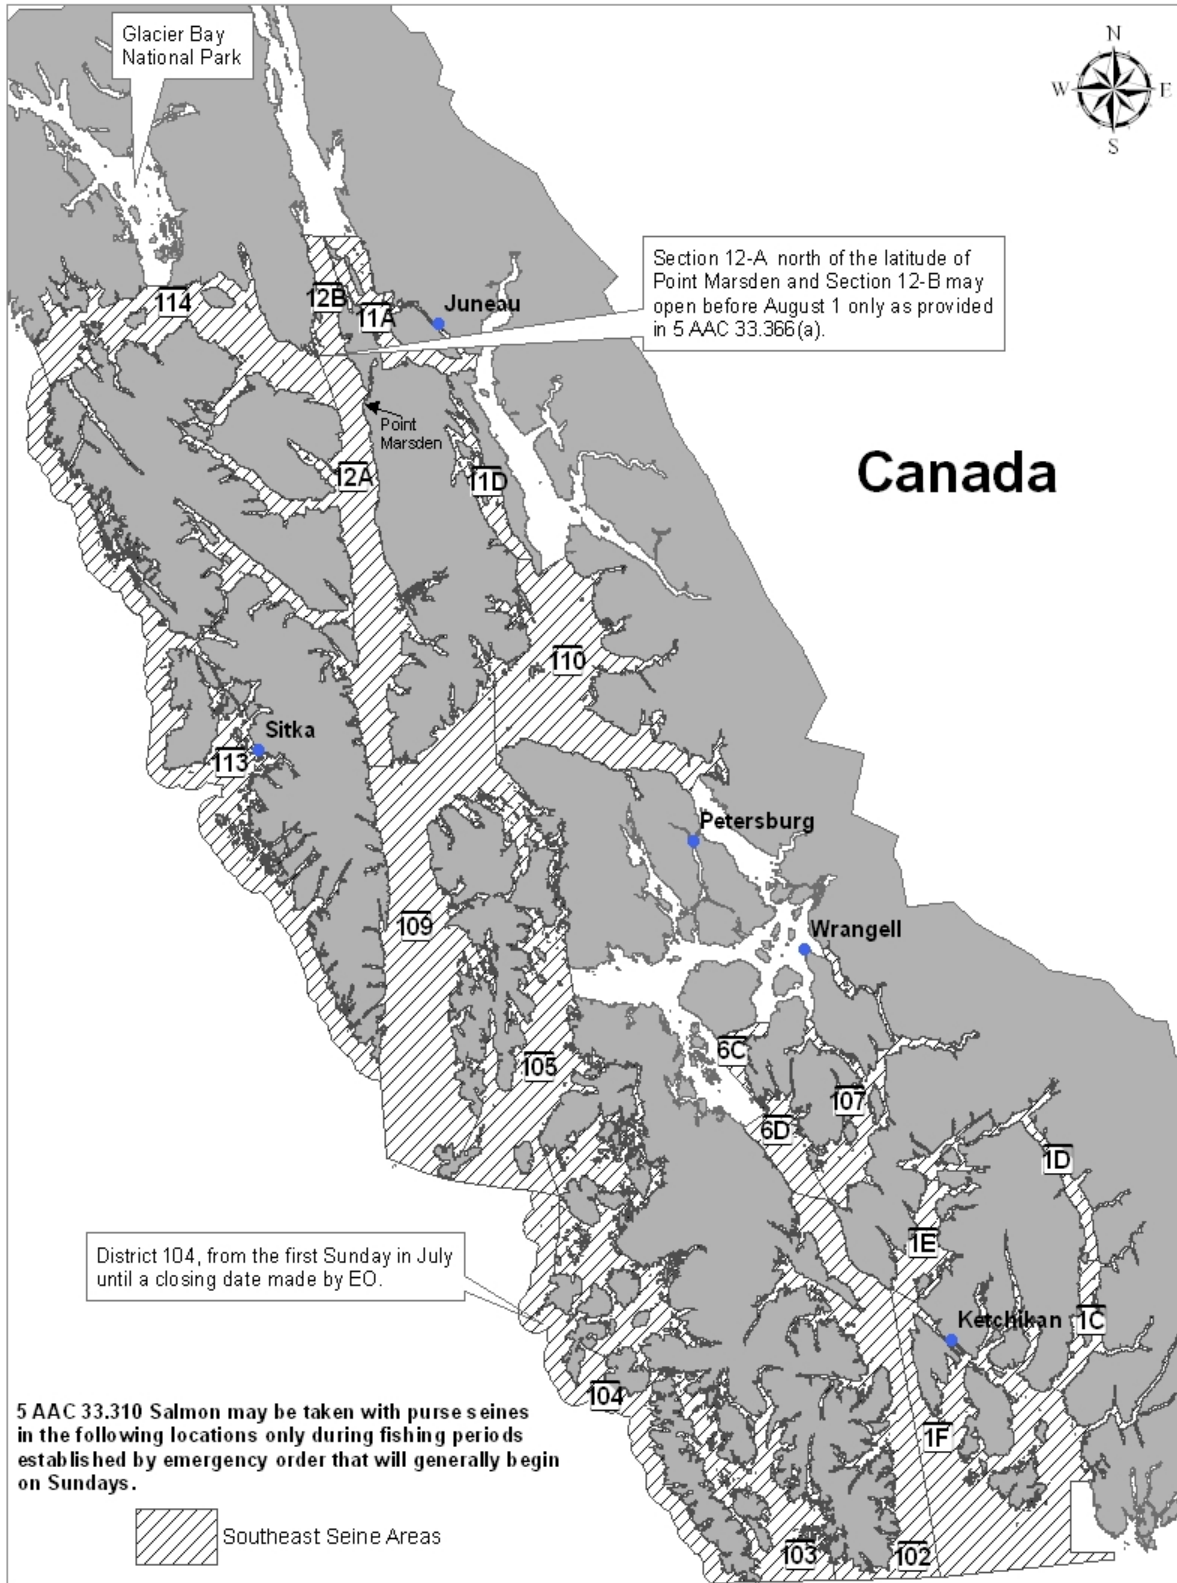 Glacier Bay
National Park
N
W
E
S
Section 12-A north of the latitude of
Point Marsden and Section 12-B may
open before August 1 only as provided
in 5 AAC 33.366(a).
114
12B
11A
Juneau
Point
Marsden
Canada
12A
11D
110
Sitka
113
Petersburg
109
Wrangell
6C
105
107
6D
1D
District 104, from the first Sunday in July
until a closing date made by EO.
1E
Ketchikan
1C
104
1F
5 AAC 33.310 Salmon may be taken with purse seines
in the following locations only during fishing periods
established by emergency order that will generally begin
on Sundays.
Southeast Seine Areas
103
102